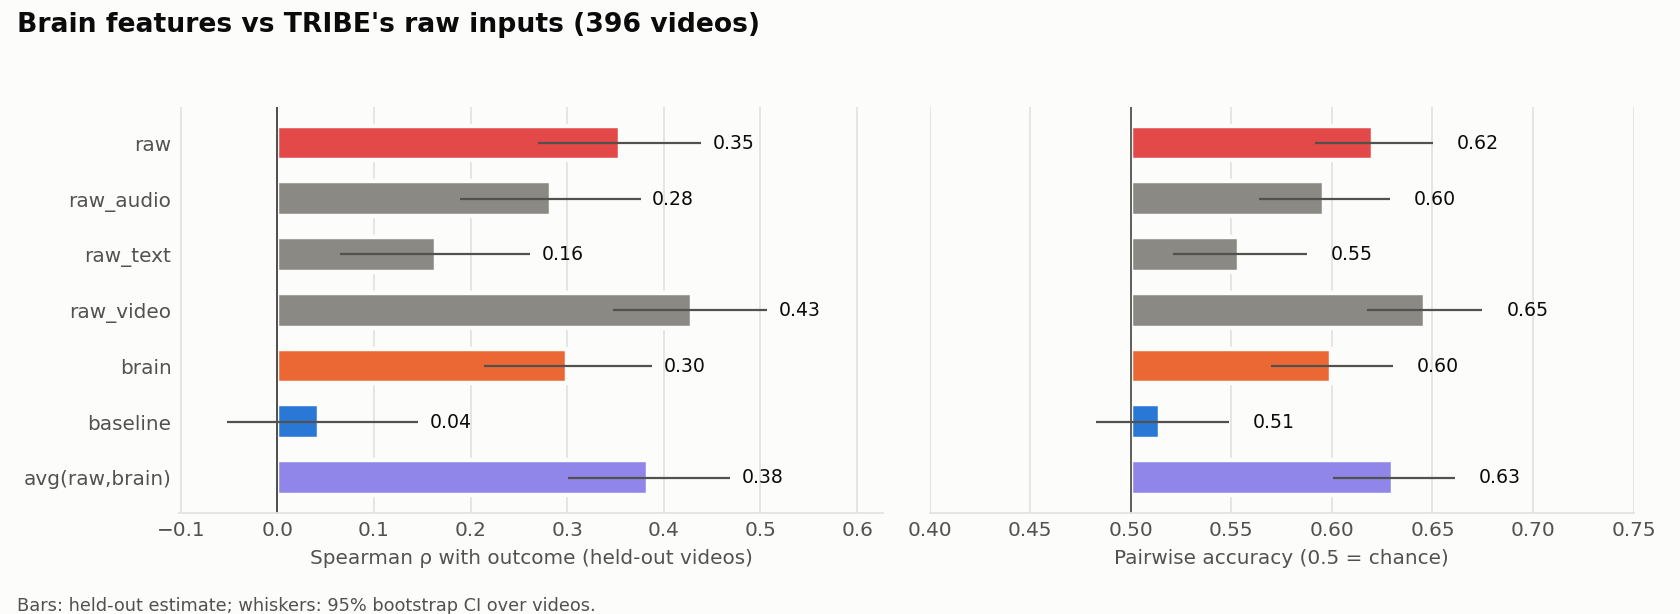 Brain features vs TRIBE's raw inputs (396 videos)
raw
raw_audio
raw_text
raw_video
brain
baseline
avg(raw,brain)
0.35
0.28
0.16
0.43
0.30
0.04
0.38
−0.1 0.0 0.1 0.2 0.3 0.4 0.5 0.6
Spearman ρ with outcome (held-out videos)
0.62
0.60
0.55
0.65
0.60
0.51
0.63
0.40 0.45 0.50 0.55 0.60 0.65 0.70 0.75
Pairwise accuracy (0.5 = chance)
Bars: held-out estimate; whiskers: 95% bootstrap CI over videos.